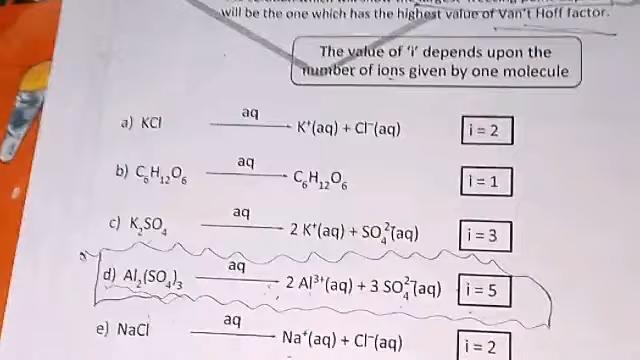 will be the one which has the highest value of Van't Hoff factor.
The value of 'i' depends upon the
number of ions given by one molecule
a) KCl aq K⁺(aq) + Cl⁻(aq) i = 2
b) C₆H₁₂O₆ aq C₆H₁₂O₆ i = 1
c) K₂SO₄ aq 2 K⁺(aq) + SO₄²⁻(aq) i = 3
d) Al₂(SO₄)₃ aq 2 Al³⁺(aq) + 3 SO₄²⁻(aq) i = 5
e) NaCl aq Na⁺(aq) + Cl⁻(aq) i = 2